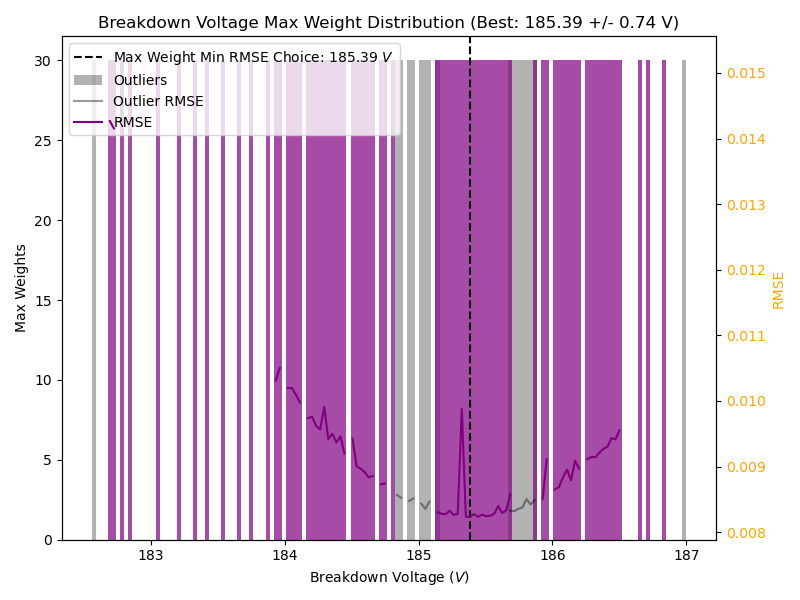 Breakdown Voltage Max Weight Distribution (Best: 185.39 +/- 0.74 V)
Max Weight Min RMSE Choice: 185.39 V
Outliers
Outlier RMSE
RMSE
Max Weights
30
25
20
15
10
5
0
0.015
0.014
0.013
0.012
0.011
0.010
0.009
0.008
RMSE
183
184
185
186
187
Breakdown Voltage (V)